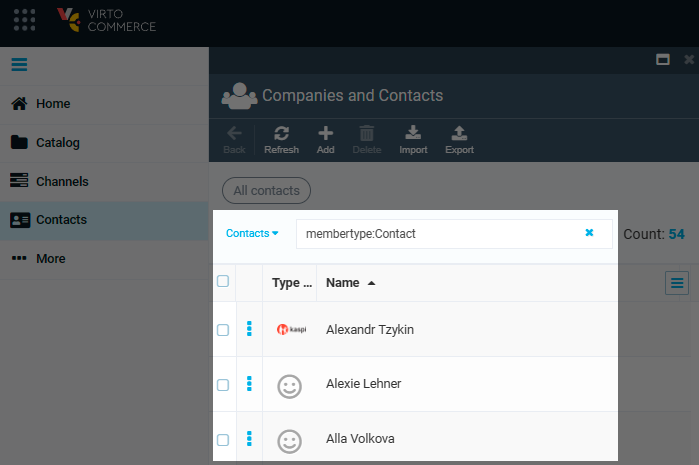 VIRTO
COMMERCE
Home
Catalog
Channels
Contacts
More
Companies and Contacts
Back
Refresh
Add
Delete
Import
Export
All contacts
Contacts
membertype:Contact
Count: 54
Type ...
Name
kaspi
Alexandr Tzykin
Alexie Lehner
Alla Volkova